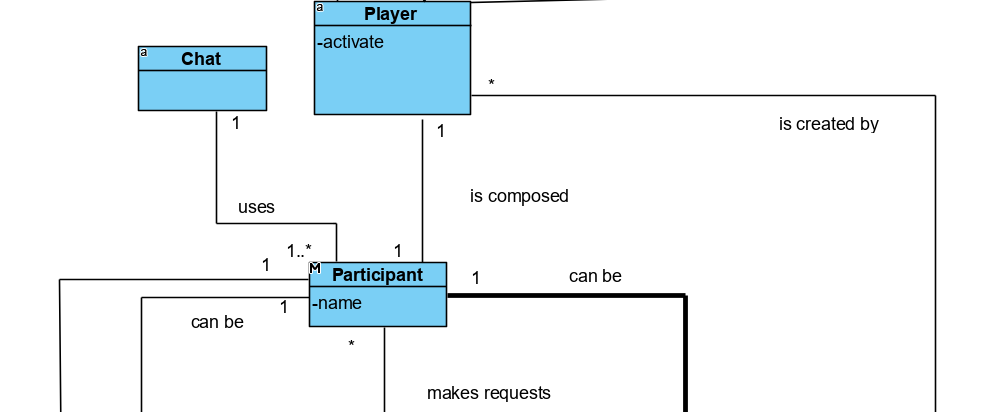 a
Player
-activate
a
Chat
*
1
is created by
1
is composed
uses
1..*
1
1
M
Participant
1
can be
-name
1
can be
*
makes requests